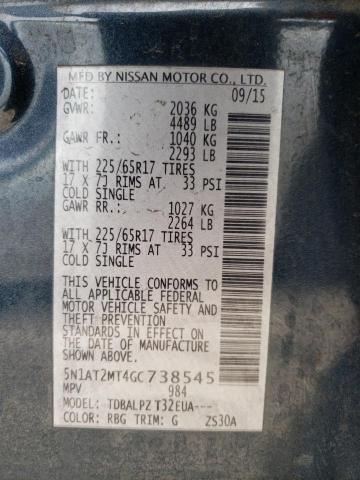 MFD BY NISSAN MOTOR CO., LTD.
DATE: 09/15
GVWR: 2036 KG
4489 LB
GAWR FR.: 1040 KG
2293 LB
WITH 225/65R17 TIRES
17 X 7J RIMS AT 33 PSI
COLD SINGLE
GAWR RR.: 1027 KG
2264 LB
WITH 225/65R17 TIRES
17 X 7J RIMS AT 33 PSI
COLD SINGLE
THIS VEHICLE CONFORMS TO
ALL APPLICABLE FEDERAL
MOTOR VEHICLE SAFETY
STANDARDS IN EFFECT ON
THE DATE OF MANUFACTURE
SHOWN ABOVE.
5N1AT2MT4GC738545
MPV 984
MODEL: TDBALPZ T32EUA---
COLOR: RBG TRIM: G ZS30A